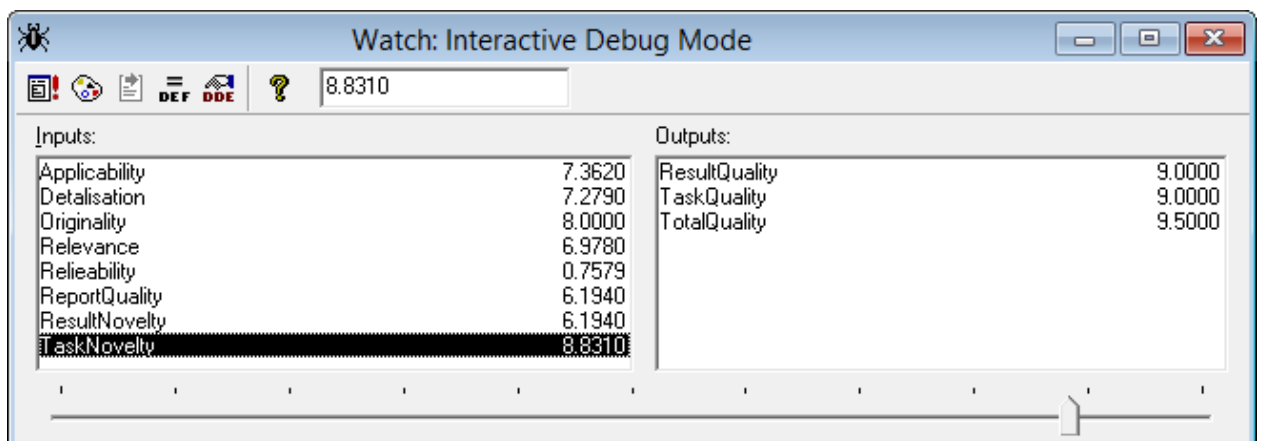 Watch: Interactive Debug Mode
DEF DDE ? 8.8310
Inputs: Outputs:
Applicability 7.3620 ResultQuality 9.0000
Detalisation 7.2790 TaskQuality 9.0000
Originality 8.0000 TotalQuality 9.5000
Relevance 6.9780
Relieability 0.7579
ReportQuality 6.1940
ResultNovelty 6.1940
TaskNovelty 8.8310